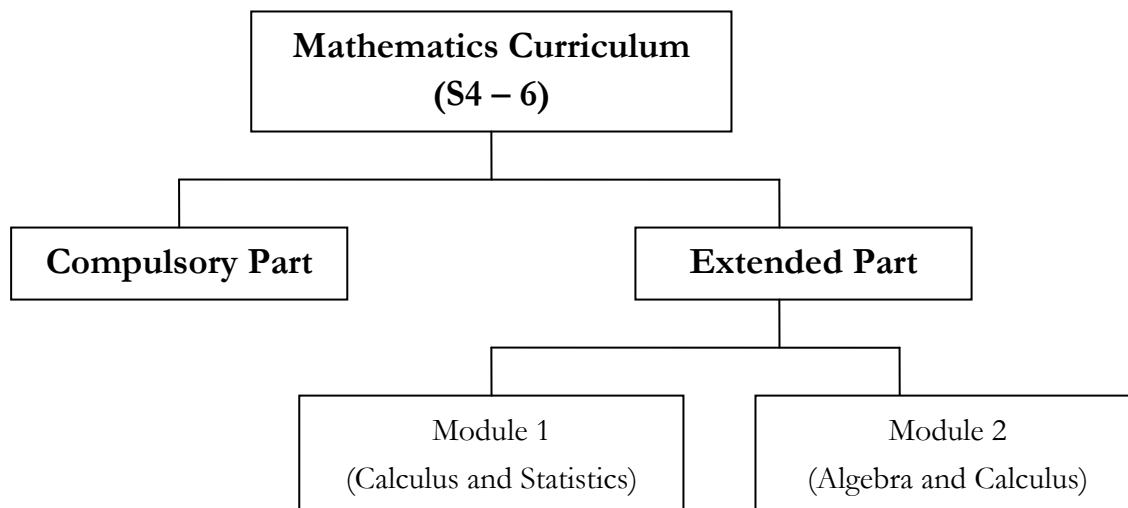 Mathematics Curriculum
(S4 – 6)
Compulsory Part
Extended Part
Module 1
(Calculus and Statistics)
Module 2
(Algebra and Calculus)